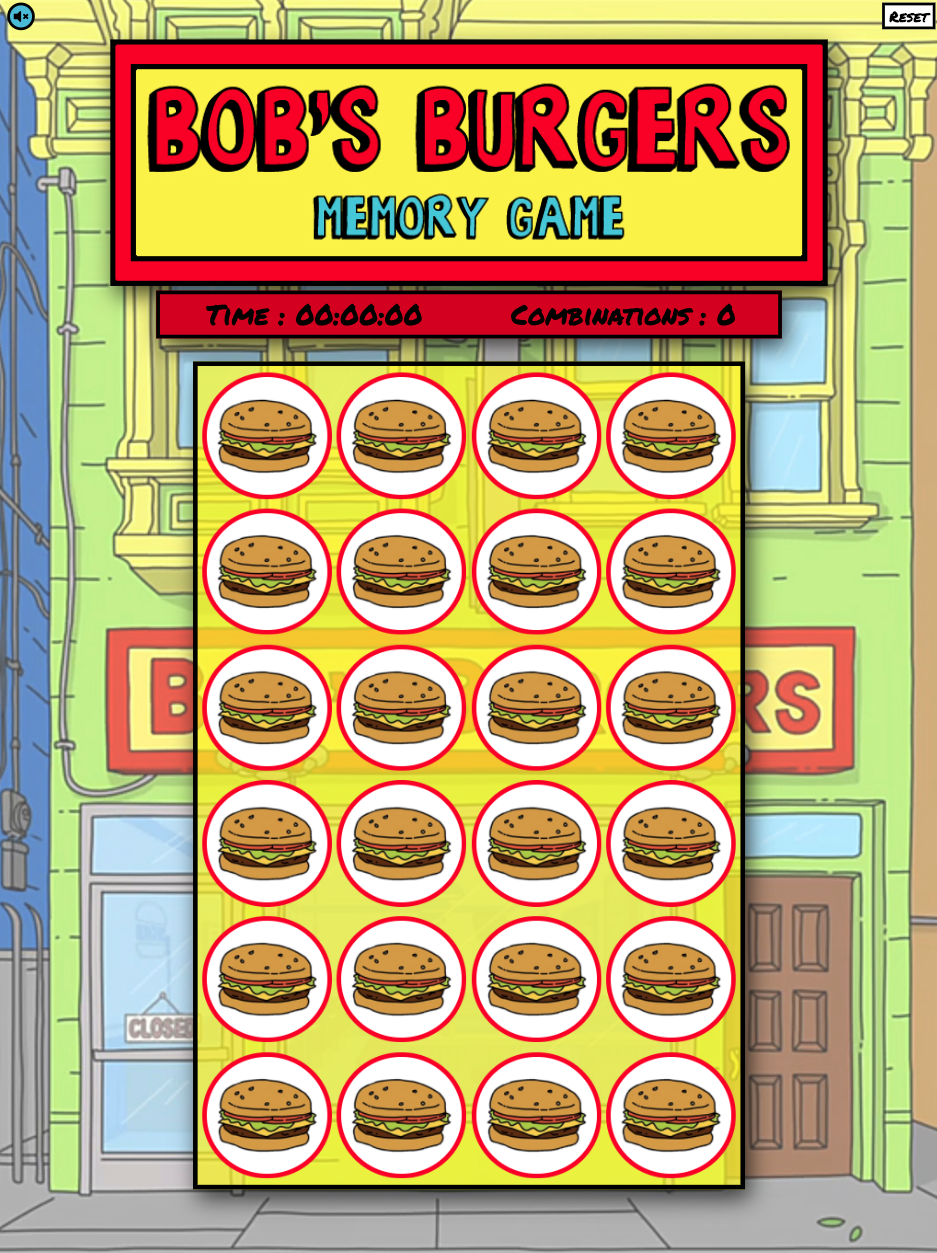 Reset
BOB'S BURGERS
MEMORY GAME
Time : 00:00:00 Combinations : 0
CLOSED